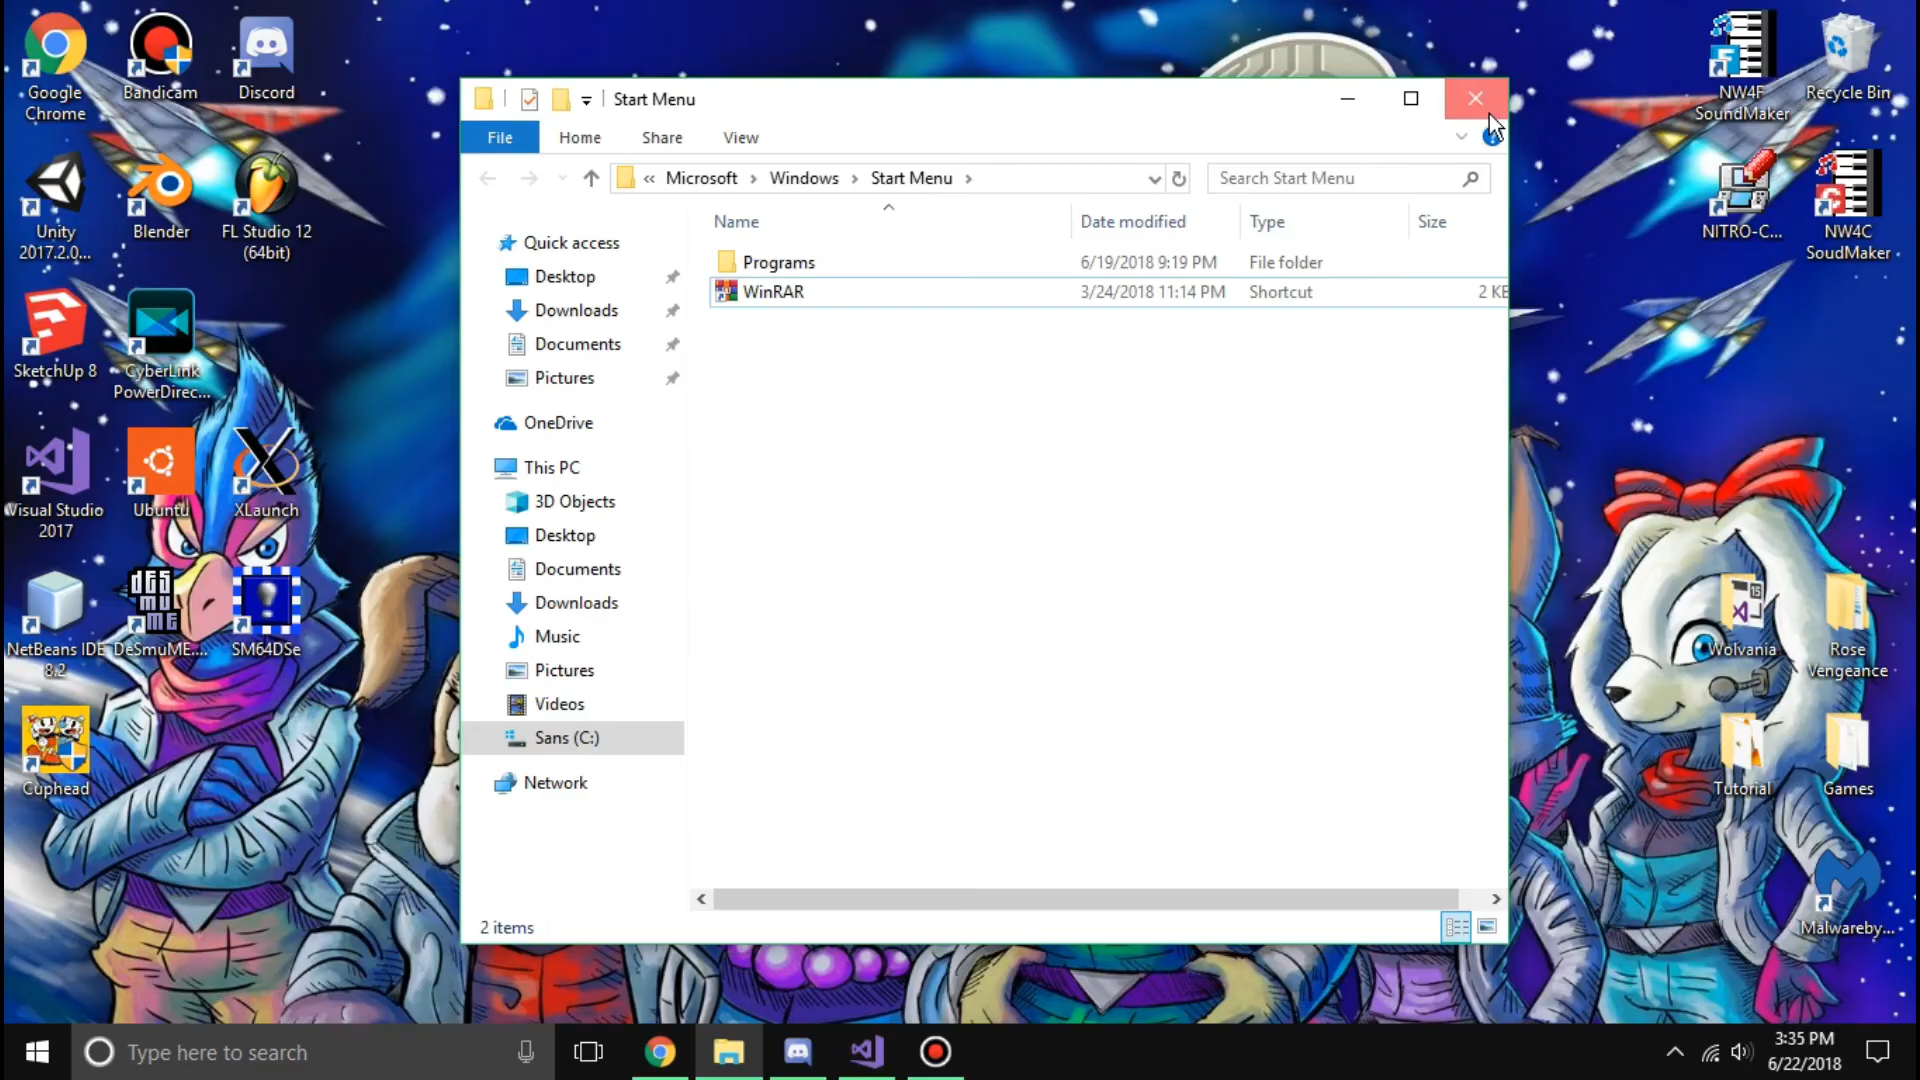 Google
Chrome
Bandicam
Discord
Unity
2017.2.0...
Blender
FL Studio 12
(64bit)
SketchUp 8
CyberLink
PowerDirec...
Visual Studio
2017
Ubuntu
XLaunch
NetBeans IDE
8.2
DeSmuME....
SM64DSe
Cuphead
Start Menu
File
Home
Share
View
« Microsoft › Windows › Start Menu ›
Search Start Menu
Name
Date modified
Type
Size
Programs
6/19/2018 9:19 PM
File folder
WinRAR
3/24/2018 11:14 PM
Shortcut
2 KB
Quick access
Desktop
Downloads
Documents
Pictures
OneDrive
This PC
3D Objects
Desktop
Documents
Downloads
Music
Pictures
Videos
Sans (C:)
Network
2 items
NW4F
SoundMaker
Recycle Bin
NITRO-C...
NW4C
SoudMaker
Wolvania
Rose
Vengeance
Tutorial
Games
Malwareby...
Type here to search
3:35 PM
6/22/2018